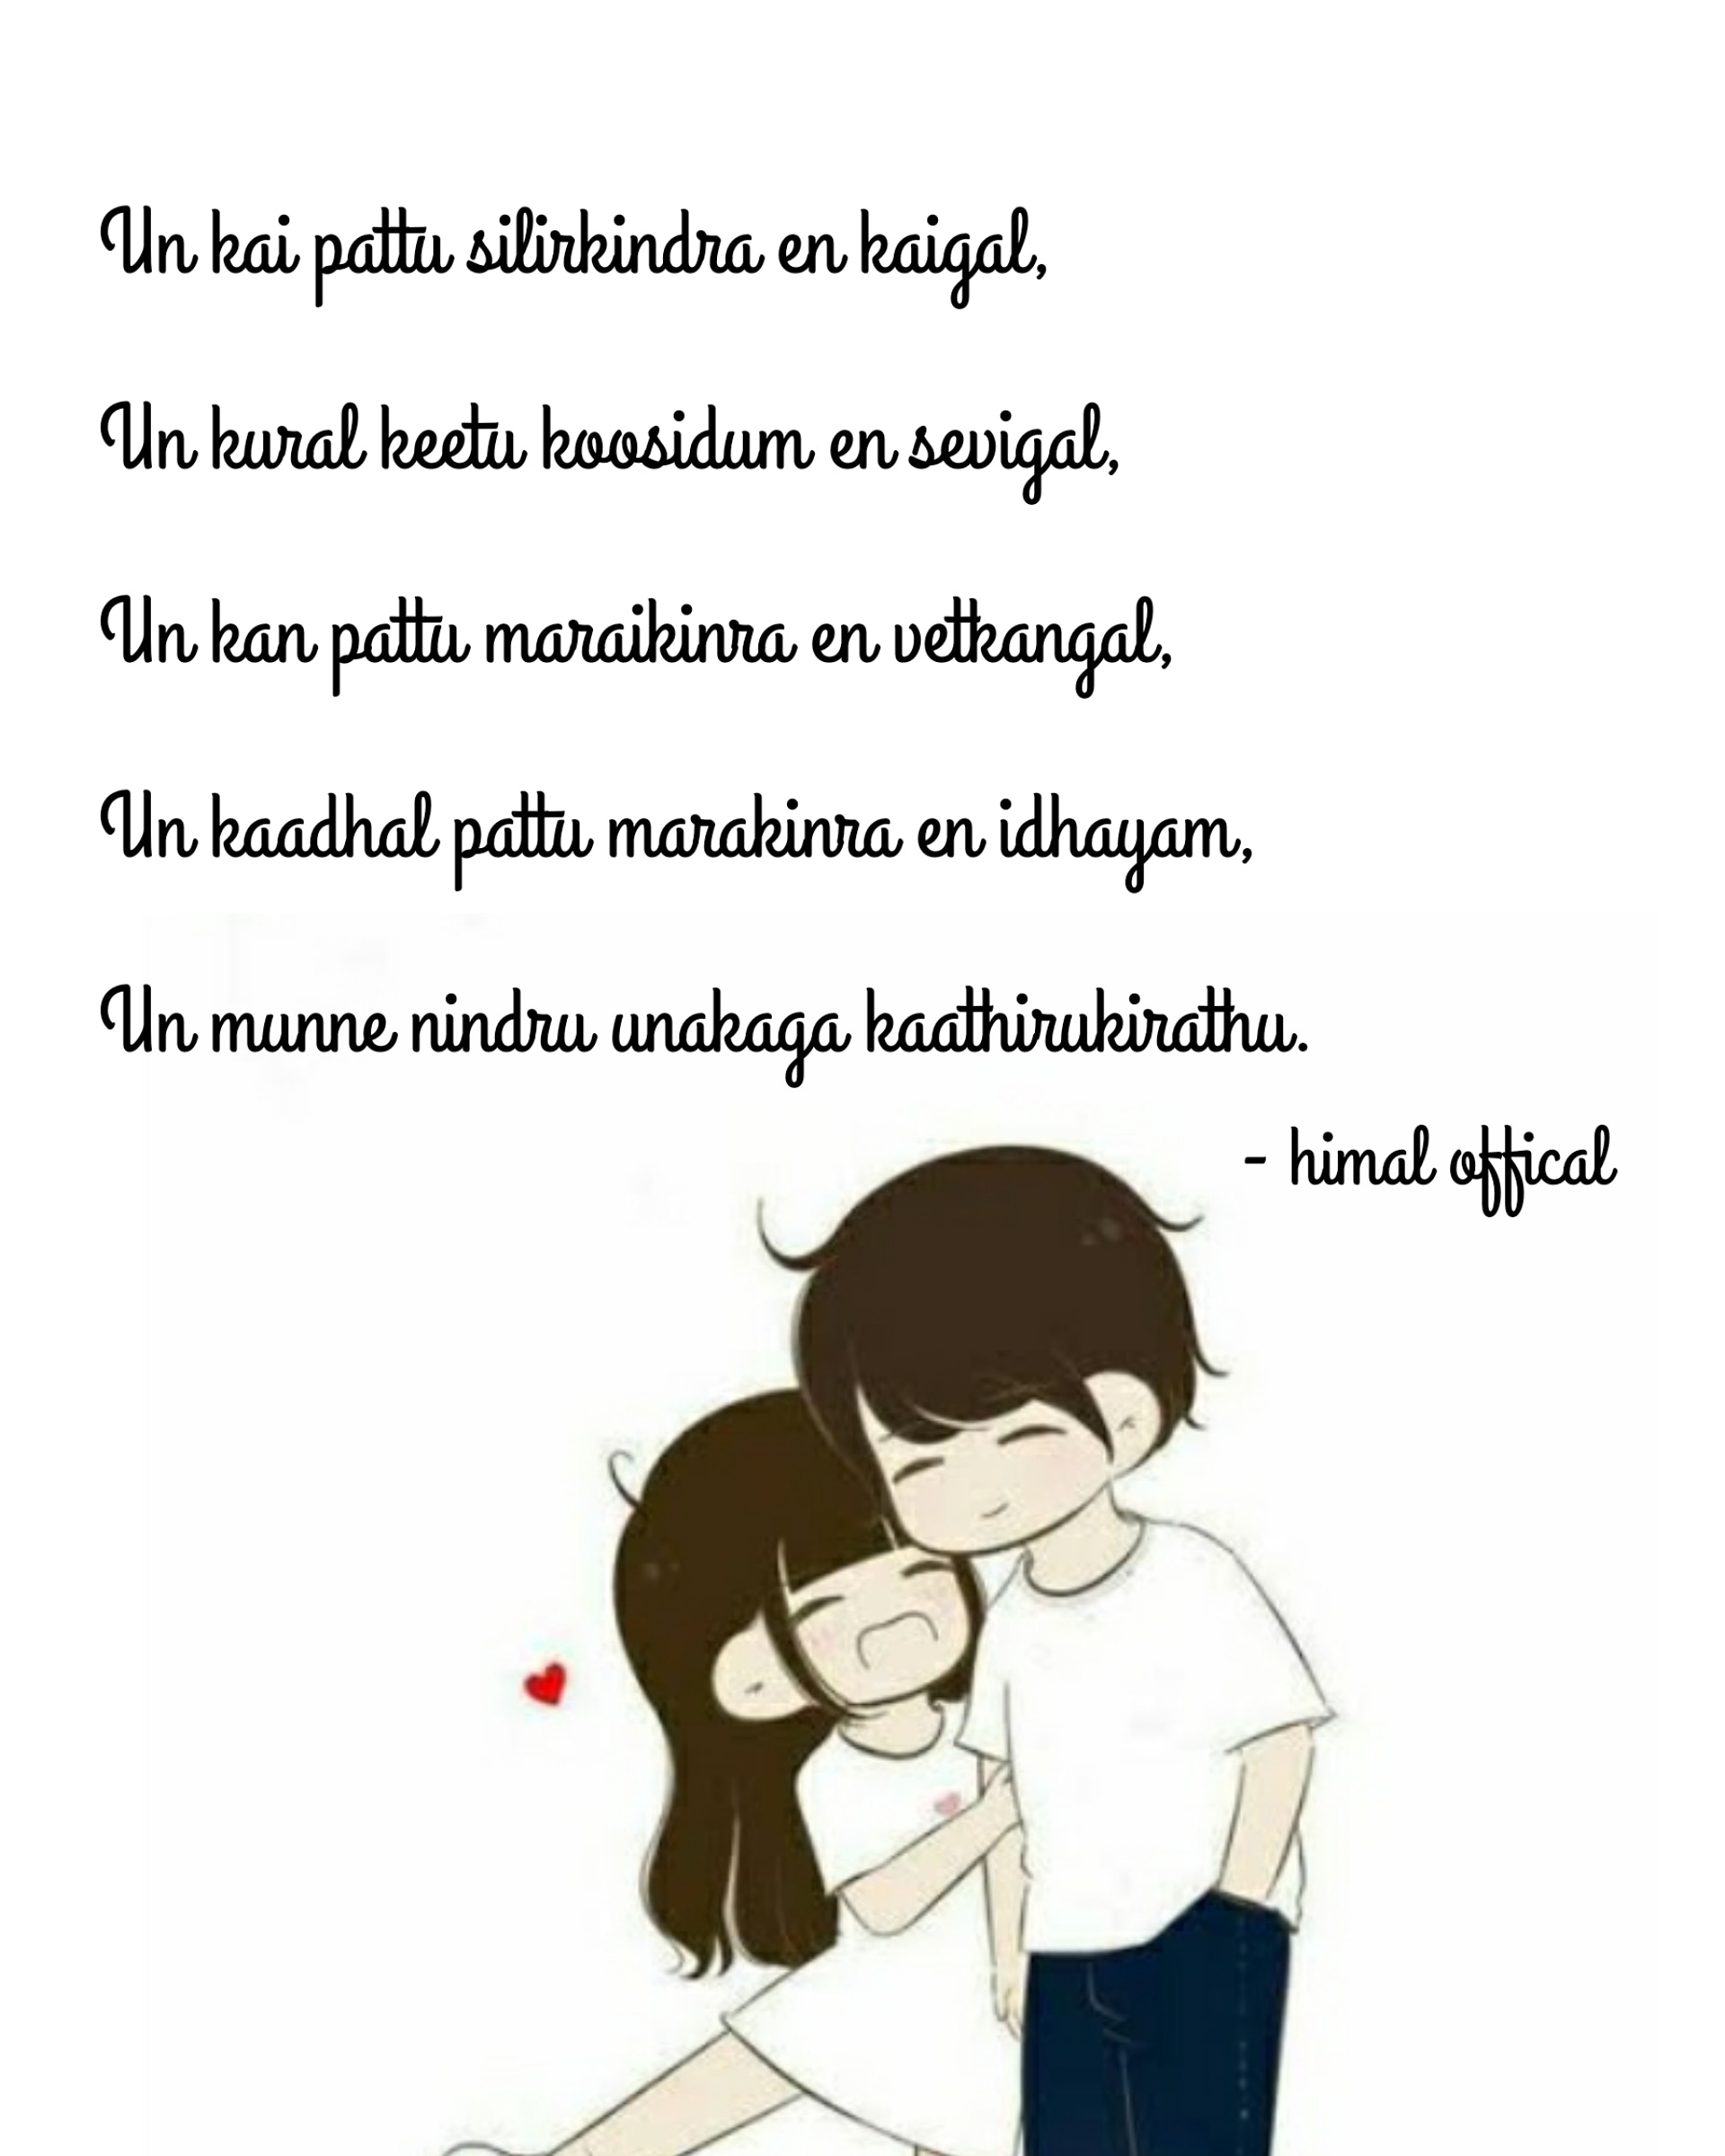 Un kai pattu silirkindra en kaigal,
Un kural keetu koosidum en sevigal,
Un kan pattu maraikinra en vetkangal,
Un kaadhal pattu marakinra en idhayam,
Un munne nindru unakaga kaathirukirathu.
- himal offical